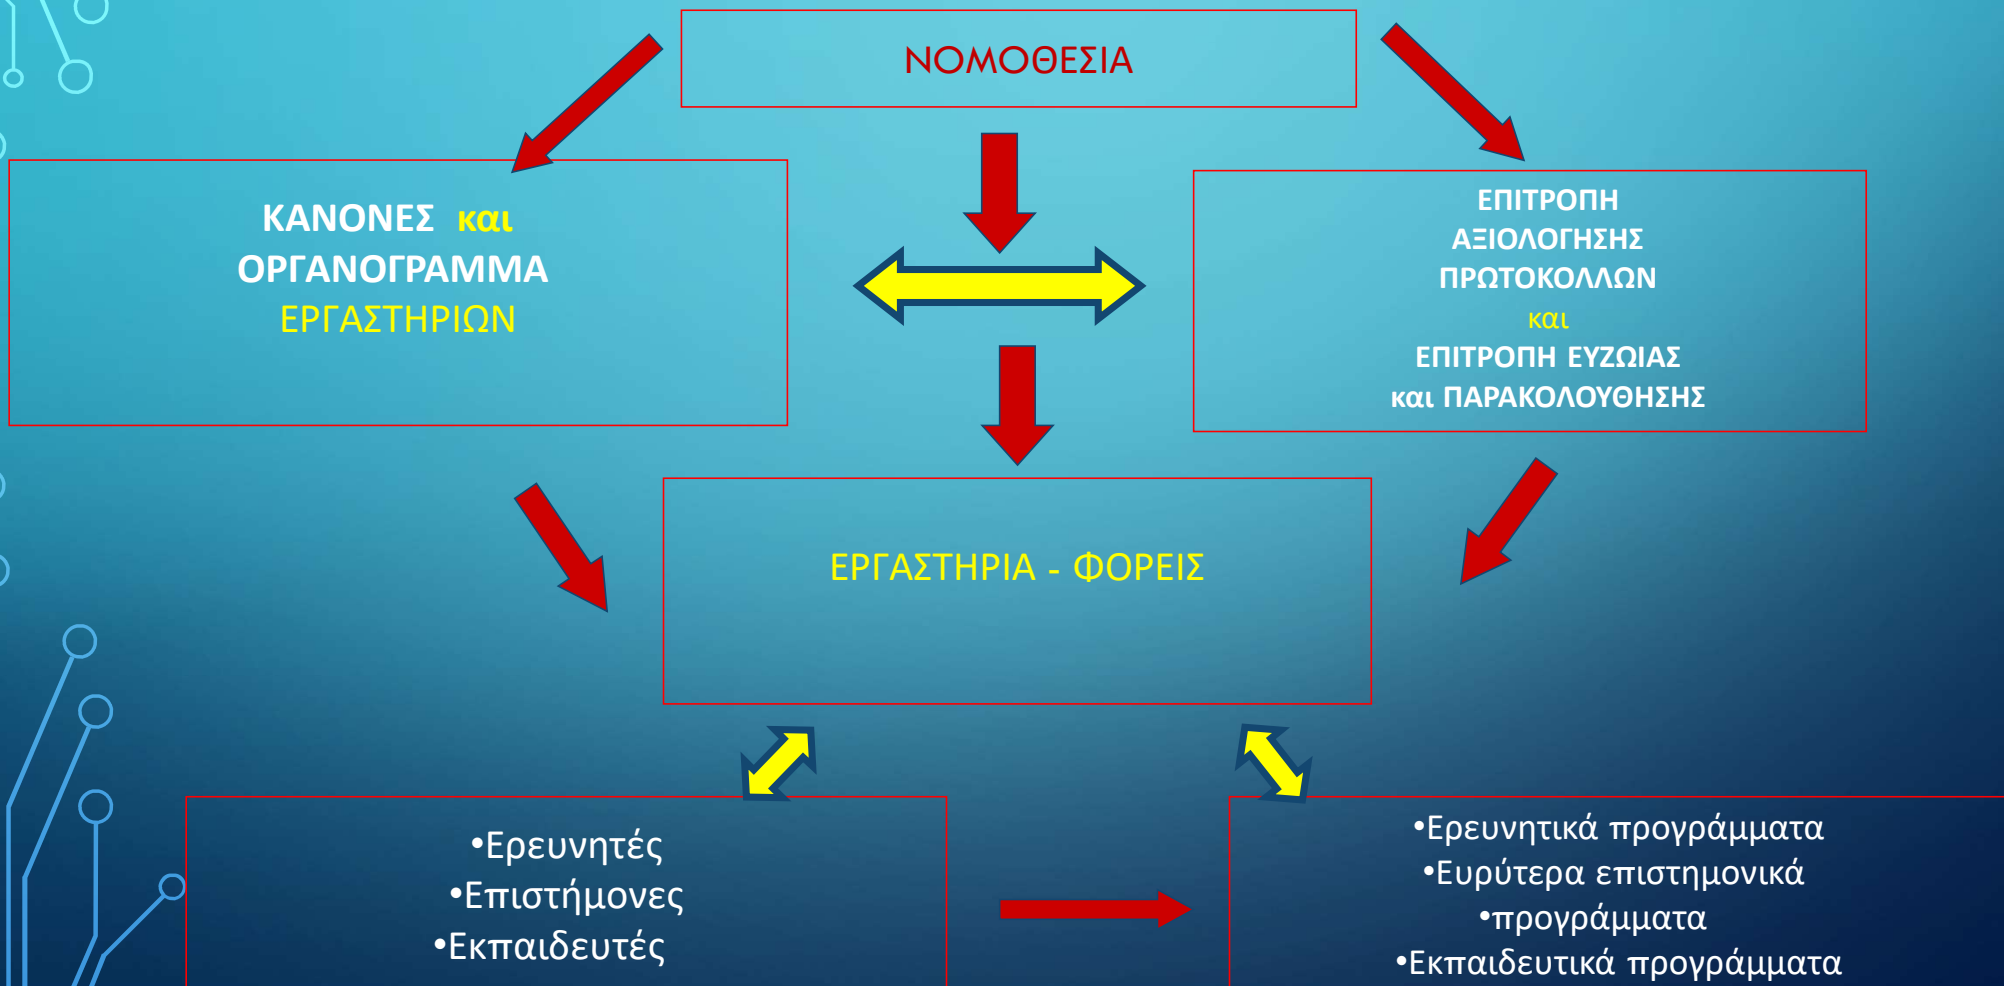 ΝΟΜΟΘΕΣΙΑ
ΚΑΝΟΝΕΣ και
ΟΡΓΑΝΟΓΡΑΜΜΑ
ΕΡΓΑΣΤΗΡΙΩΝ
ΕΠΙΤΡΟΠΗ
ΑΞΙΟΛΟΓΗΣΗΣ
ΠΡΩΤΟΚΟΛΛΩΝ
και
ΕΠΙΤΡΟΠΗ ΕΥΖΩΙΑΣ
και ΠΑΡΑΚΟΛΟΥΘΗΣΗΣ
ΕΡΓΑΣΤΗΡΙΑ - ΦΟΡΕΙΣ
•Ερευνητές
•Επιστήμονες
•Εκπαιδευτές
•Ερευνητικά προγράμματα
•Ευρύτερα επιστημονικά
•προγράμματα
•Εκπαιδευτικά προγράμματα